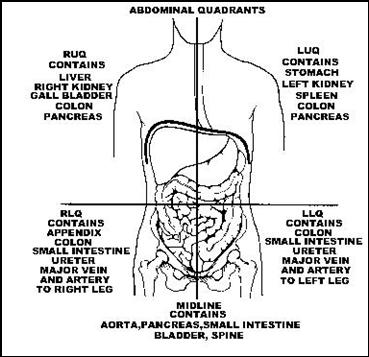 ABDOMINAL QUADRANTS
RUQ
CONTAINS
LIVER
RIGHT KIDNEY
GALL BLADDER
COLON
PANCREAS
LUQ
CONTAINS
STOMACH
LEFT KIDNEY
SPLEEN
COLON
PANCREAS
RLQ
CONTAINS
APPENDIX
COLON
SMALL INTESTINE
URETER
MAJOR VEIN
AND ARTERY
TO RIGHT LEG
LLQ
CONTAINS
COLON
SMALL INTESTINE
URETER
MAJOR VEIN
AND ARTERY
TO LEFT LEG
MIDLINE
CONTAINS
AORTA,PANCREAS,SMALL INTESTINE
BLADDER, SPINE